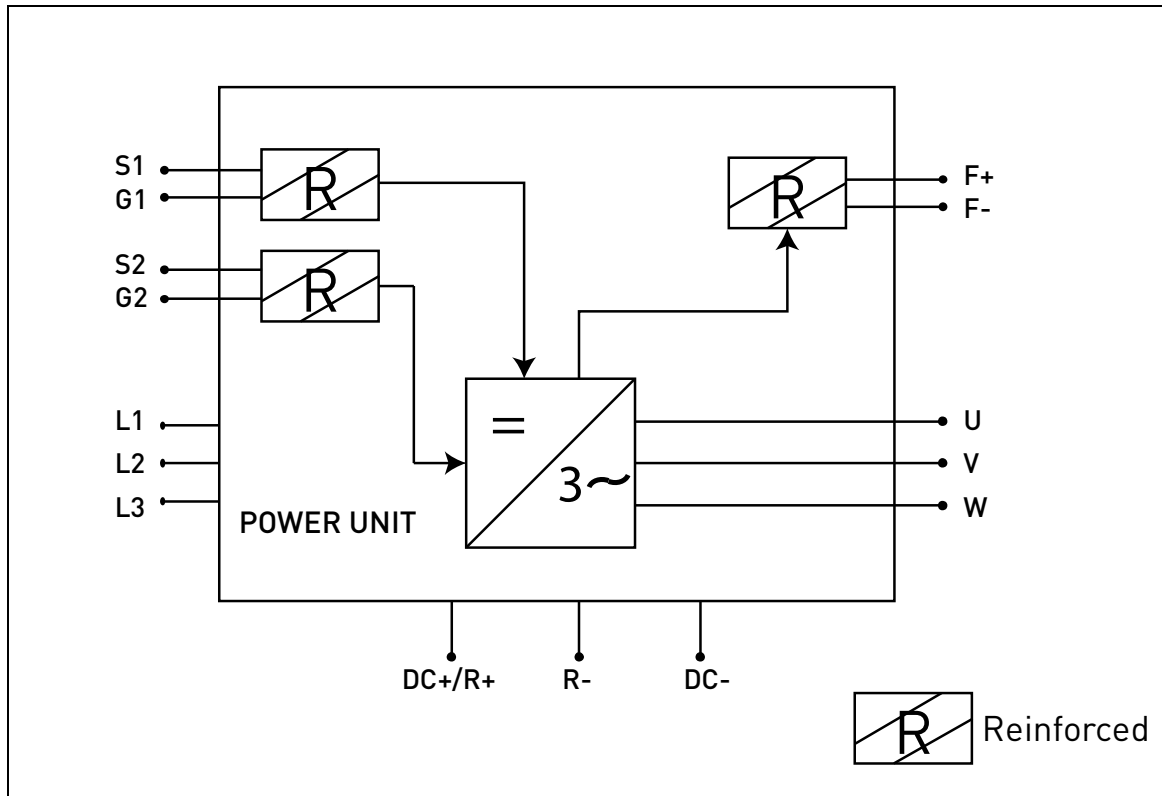 S1
G1
R
S2
G2
R
R
F+
F-
L1
L2
L3
POWER UNIT
=
3~
U
V
W
DC+/R+
R-
DC-
R
Reinforced